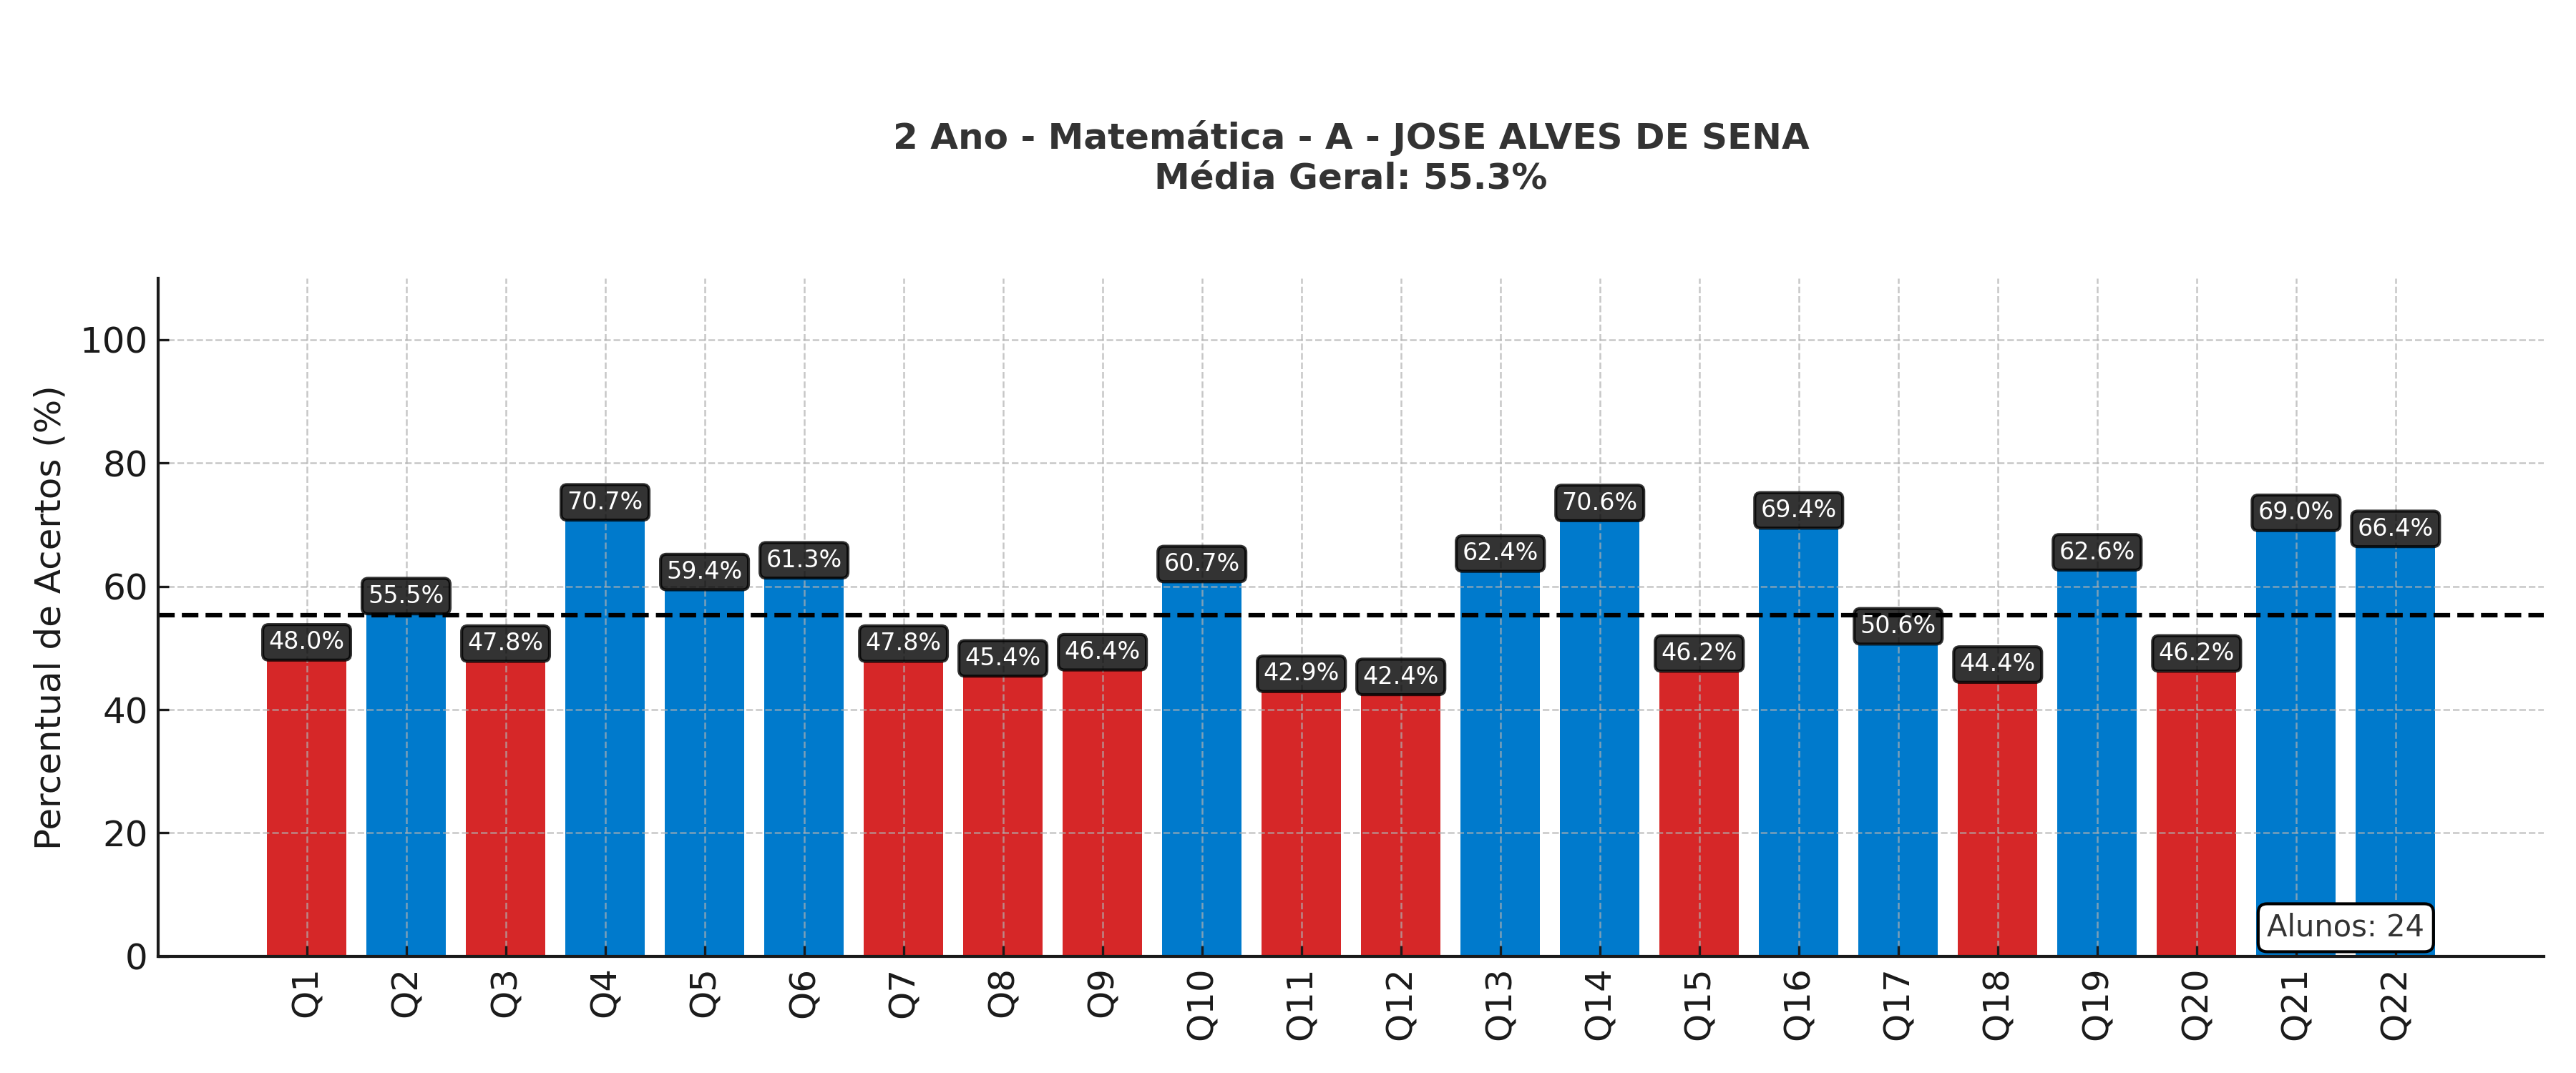 2 Ano - Matemática - A - JOSE ALVES DE SENA
Média Geral: 55.3%
Percentual de Acertos (%)
100
80
60
40
20
0
48.0%
55.5%
47.8%
70.7%
59.4%
61.3%
47.8%
45.4%
46.4%
60.7%
42.9%
42.4%
62.4%
70.6%
46.2%
69.4%
50.6%
44.4%
62.6%
46.2%
69.0%
66.4%
Alunos: 24
Q1
Q2
Q3
Q4
Q5
Q6
Q7
Q8
Q9
Q10
Q11
Q12
Q13
Q14
Q15
Q16
Q17
Q18
Q19
Q20
Q21
Q22